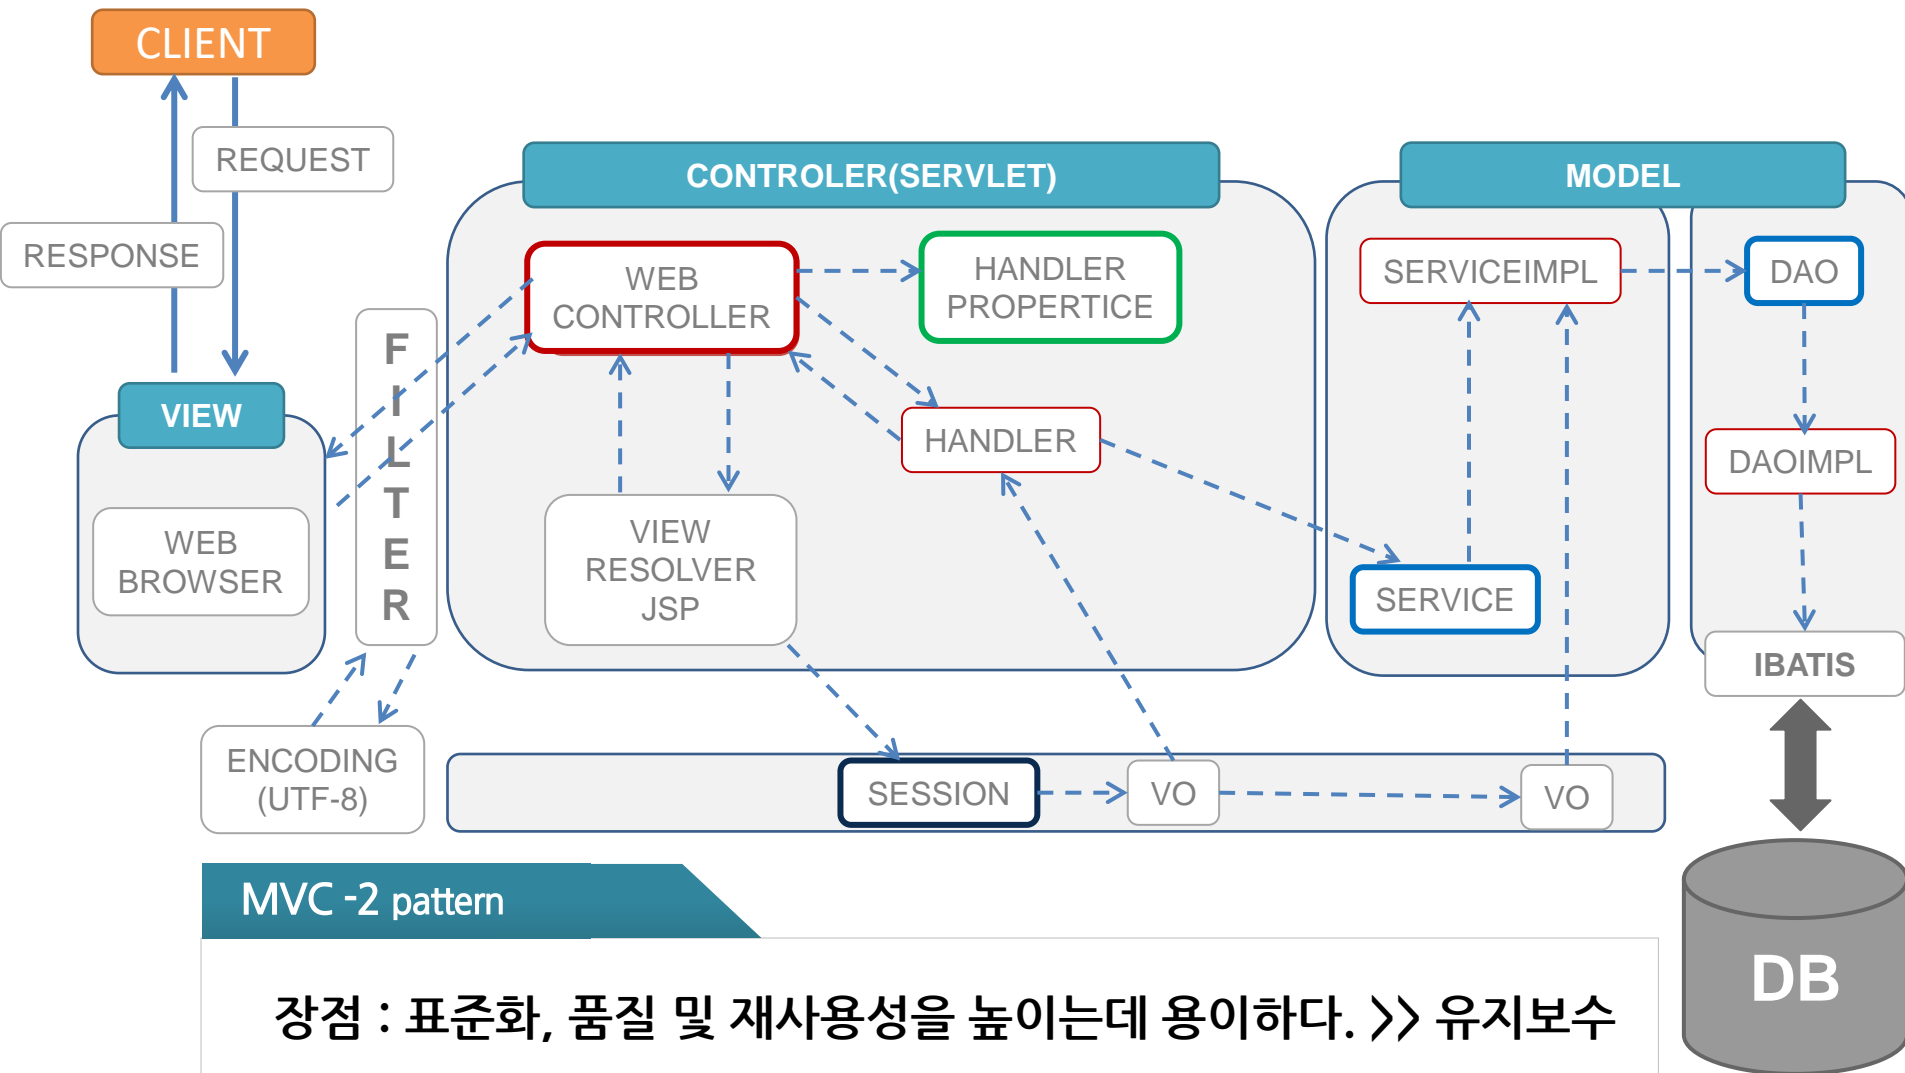 CLIENT
REQUEST
RESPONSE
VIEW
WEB
BROWSER
F
I
L
T
E
R
ENCODING
(UTF-8)
CONTROLER(SERVLET)
WEB
CONTROLLER
HANDLER
PROPERTICE
HANDLER
VIEW
RESOLVER
JSP
MODEL
SERVICEIMPL
DAO
DAOIMPL
SERVICE
IBATIS
SESSION
VO
VO
DB
MVC -2 pattern
장점 : 표준화, 품질 및 재사용성을 높이는데 용이하다. >> 유지보수